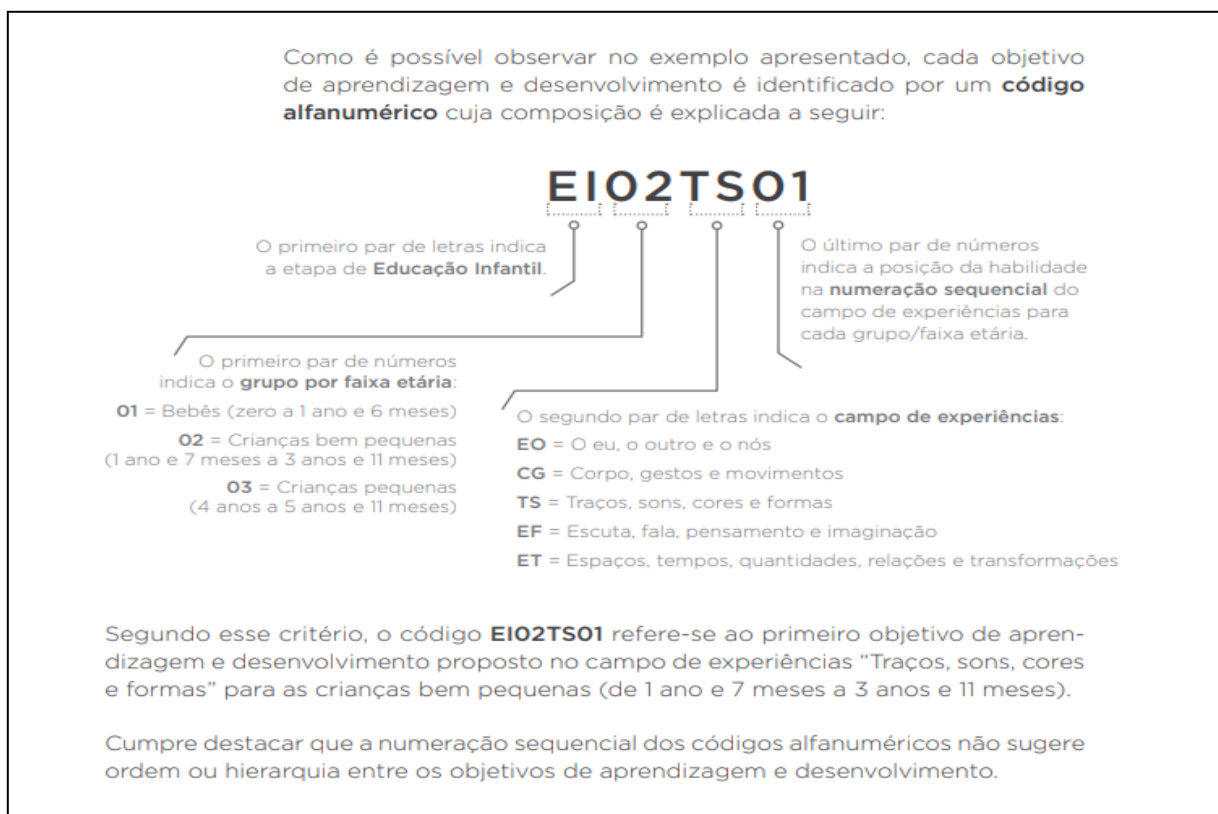 Como é possível observar no exemplo apresentado, cada objetivo
de aprendizagem e desenvolvimento é identificado por um código
alfanumérico cuja composição é explicada a seguir:
EI02TS01
O primeiro par de letras indica
a etapa de Educação Infantil.
O último par de números
indica a posição da habilidade
na numeração sequencial do
campo de experiências para
cada grupo/faixa etária.
O primeiro par de números
indica o grupo por faixa etária:
01 = Bebês (zero a 1 ano e 6 meses)
02 = Crianças bem pequenas
(1 ano e 7 meses a 3 anos e 11 meses)
03 = Crianças pequenas
(4 anos a 5 anos e 11 meses)
O segundo par de letras indica o campo de experiências:
EO = O eu, o outro e o nós
CG = Corpo, gestos e movimentos
TS = Traços, sons, cores e formas
EF = Escuta, fala, pensamento e imaginação
ET = Espaços, tempos, quantidades, relações e transformações
Segundo esse critério, o código EI02TS01 refere-se ao primeiro objetivo de apren-
dizagem e desenvolvimento proposto no campo de experiências “Traços, sons, cores
e formas” para as crianças bem pequenas (de 1 ano e 7 meses a 3 anos e 11 meses).
Cumpre destacar que a numeração sequencial dos códigos alfanuméricos não sugere
ordem ou hierarquia entre os objetivos de aprendizagem e desenvolvimento.